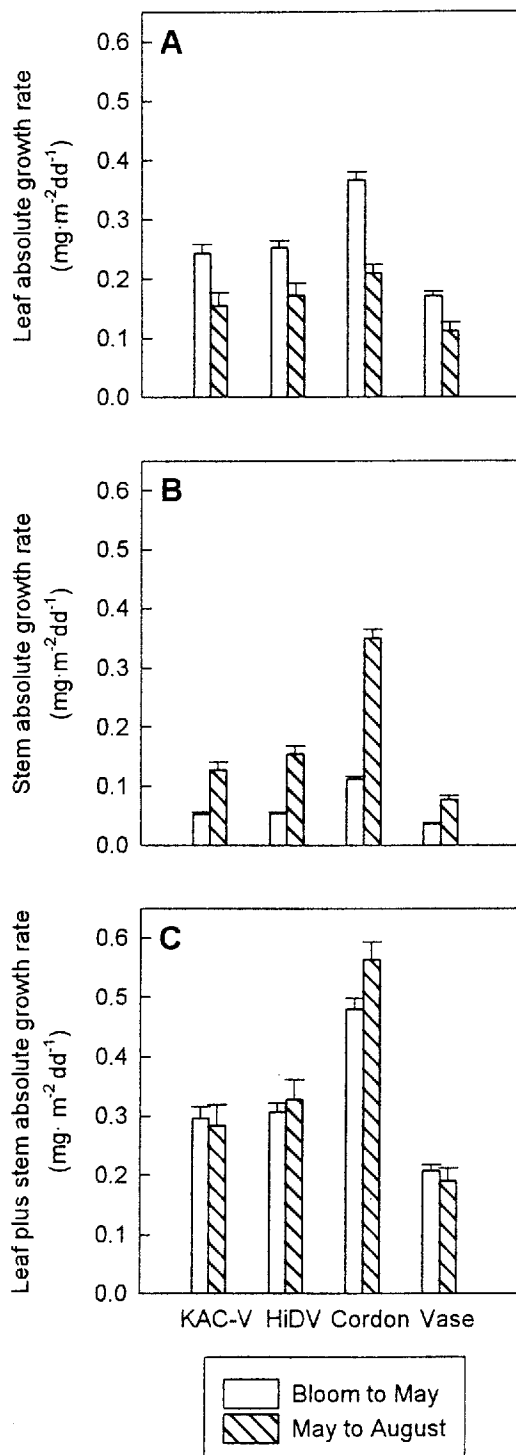 A
Leaf absolute growth rate
(mg·m-2dd-1)
0.6
0.5
0.4
0.3
0.2
0.1
0.0
B
Stem absolute growth rate
(mg·m-2dd-1)
0.6
0.5
0.4
0.3
0.2
0.1
0.0
C
Leaf plus stem absolute growth rate
(mg· m-2 dd-1)
0.6
0.5
0.4
0.3
0.2
0.1
0.0
KAC-V HiDV Cordon Vase
Bloom to May
May to August